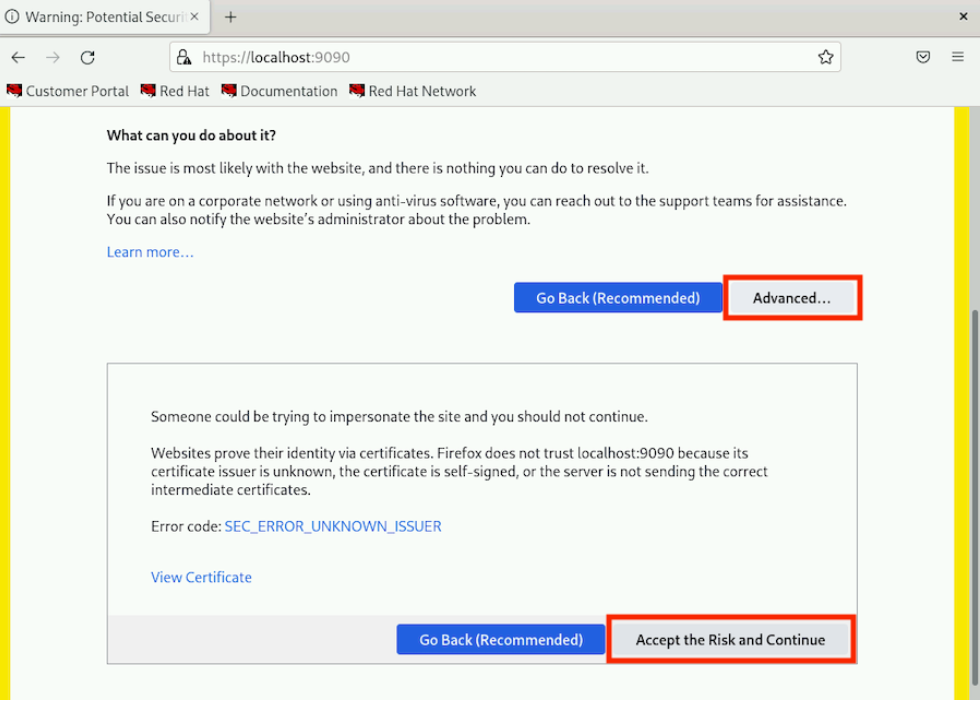 Warning: Potential Securi
https://localhost:9090
Customer Portal Red Hat Documentation Red Hat Network
What can you do about it?
The issue is most likely with the website, and there is nothing you can do to resolve it.
If you are on a corporate network or using anti-virus software, you can reach out to the support teams for assistance.
You can also notify the website’s administrator about the problem.
Learn more…
Go Back (Recommended) Advanced…
Someone could be trying to impersonate the site and you should not continue.
Websites prove their identity via certificates. Firefox does not trust localhost:9090 because its
certificate issuer is unknown, the certificate is self-signed, or the server is not sending the correct
intermediate certificates.
Error code: SEC_ERROR_UNKNOWN_ISSUER
View Certificate
Go Back (Recommended) Accept the Risk and Continue